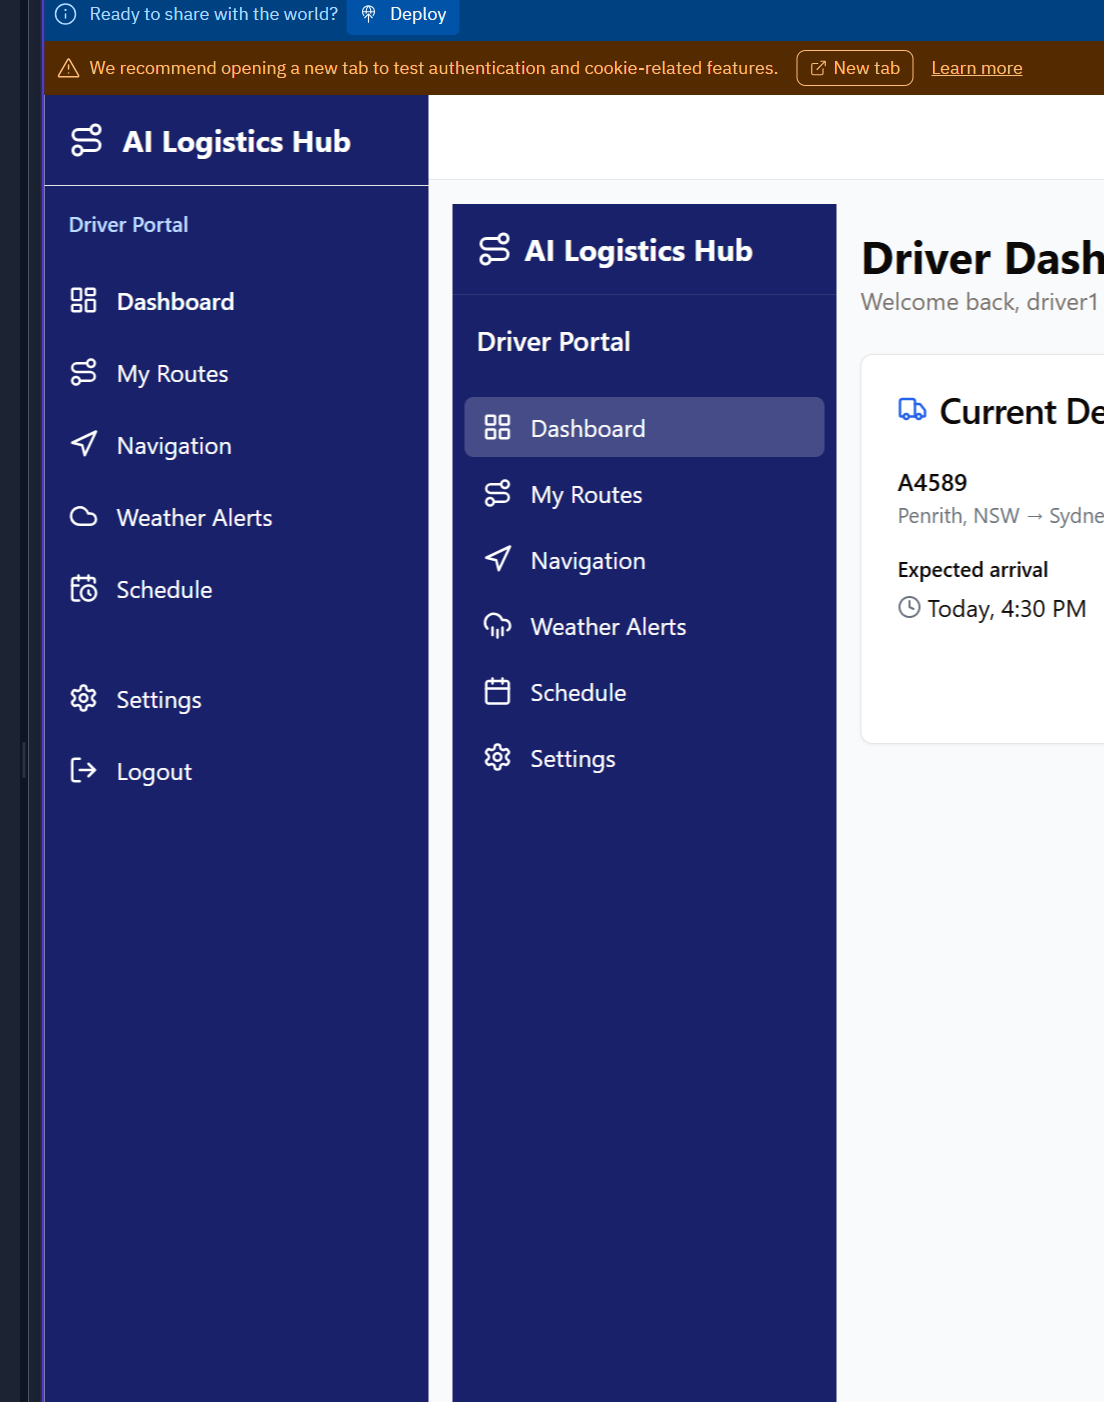 Ready to share with the world? Deploy
We recommend opening a new tab to test authentication and cookie-related features. New tab Learn more
AI Logistics Hub
Driver Portal
Dashboard
My Routes
Navigation
Weather Alerts
Schedule
Settings
Logout
AI Logistics Hub
Driver Portal
Dashboard
My Routes
Navigation
Weather Alerts
Schedule
Settings
Driver Dash
Welcome back, driver1
Current De
A4589
Penrith, NSW → Sydne
Expected arrival
Today, 4:30 PM